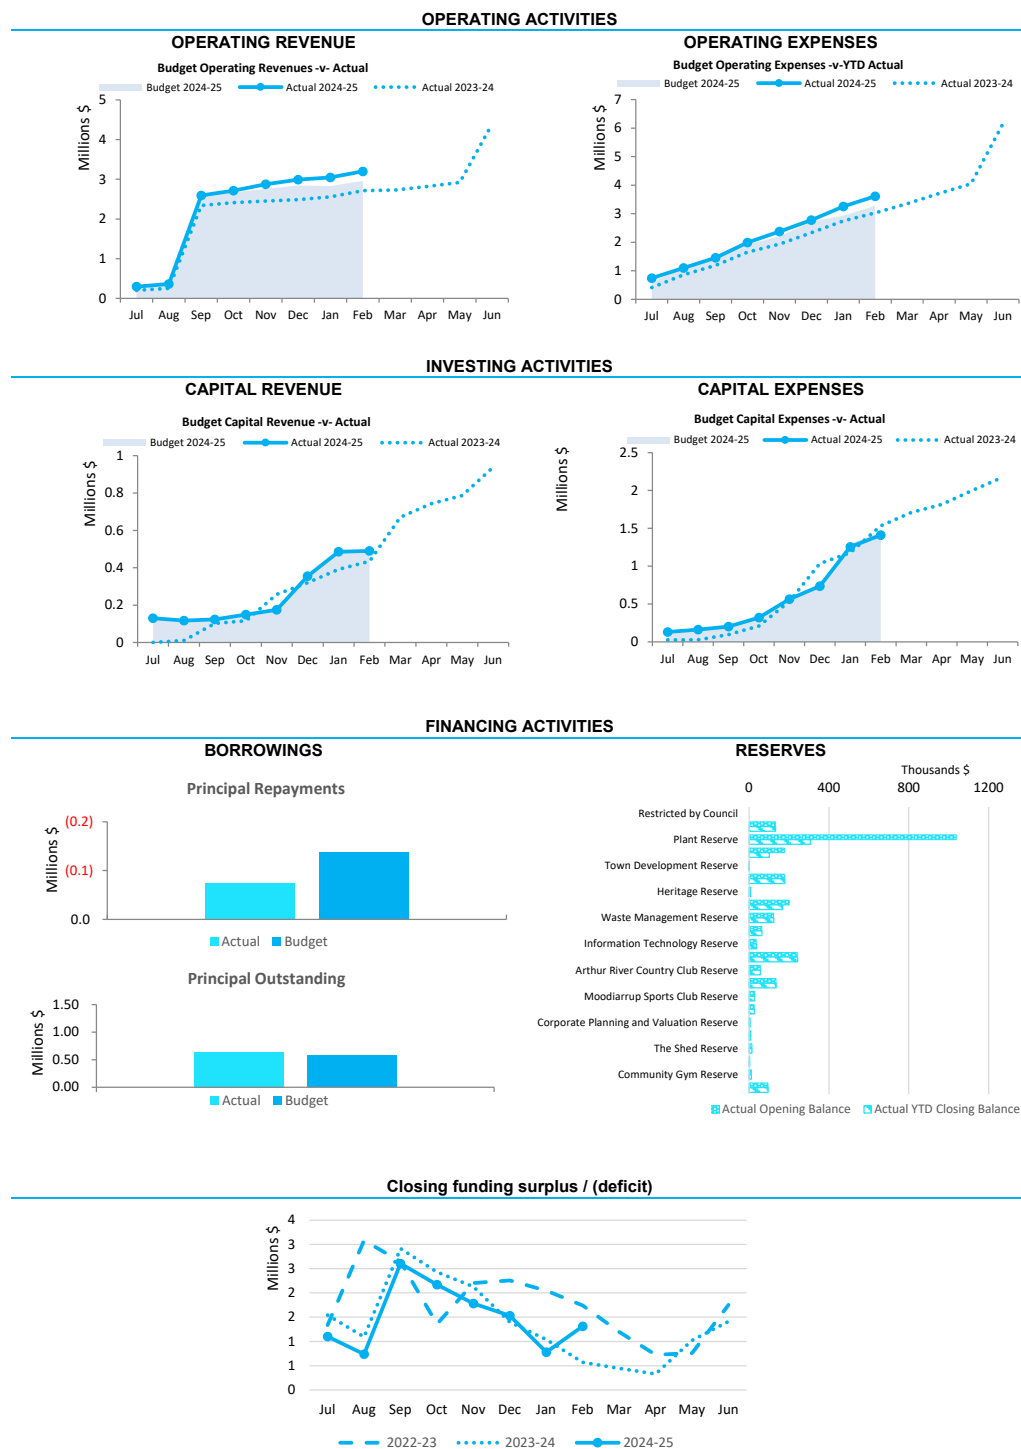 OPERATING ACTIVITIES
OPERATING REVENUE
Budget Operating Revenues -v- Actual
Budget 2024-25 Actual 2024-25 Actual 2023-24
Millions $
5
4
3
2
1
0
Jul Aug Sep Oct Nov Dec Jan Feb Mar Apr May Jun
OPERATING EXPENSES
Budget Operating Expenses -v-YTD Actual
Budget 2024-25 Actual 2024-25 Actual 2023-24
Millions $
7
6
5
4
3
2
1
0
Jul Aug Sep Oct Nov Dec Jan Feb Mar Apr May Jun
INVESTING ACTIVITIES
CAPITAL REVENUE
Budget Capital Revenue -v- Actual
Budget 2024-25 Actual 2024-25 Actual 2023-24
Millions $
1
0.8
0.6
0.4
0.2
0
Jul Aug Sep Oct Nov Dec Jan Feb Mar Apr May Jun
CAPITAL EXPENSES
Budget Capital Expenses -v- Actual
Budget 2024-25 Actual 2024-25 Actual 2023-24
Millions $
2.5
2
1.5
1
0.5
0
Jul Aug Sep Oct Nov Dec Jan Feb Mar Apr May Jun
FINANCING ACTIVITIES
BORROWINGS
Principal Repayments
Millions $
(0.2)
(0.1)
0.0
Actual Budget
Principal Outstanding
Millions $
1.50
1.00
0.50
0.00
Actual Budget
RESERVES
Thousands $
0 400 800 1200
Restricted by Council
Plant Reserve
Town Development Reserve
Heritage Reserve
Waste Management Reserve
Information Technology Reserve
Arthur River Country Club Reserve
Moodiarrup Sports Club Reserve
Corporate Planning and Valuation Reserve
The Shed Reserve
Community Gym Reserve
Actual Opening Balance Actual YTD Closing Balance
Closing funding surplus / (deficit)
Millions $
4
3
3
2
2
1
1
0
Jul Aug Sep Oct Nov Dec Jan Feb Mar Apr May Jun
2022-23 2023-24 2024-25